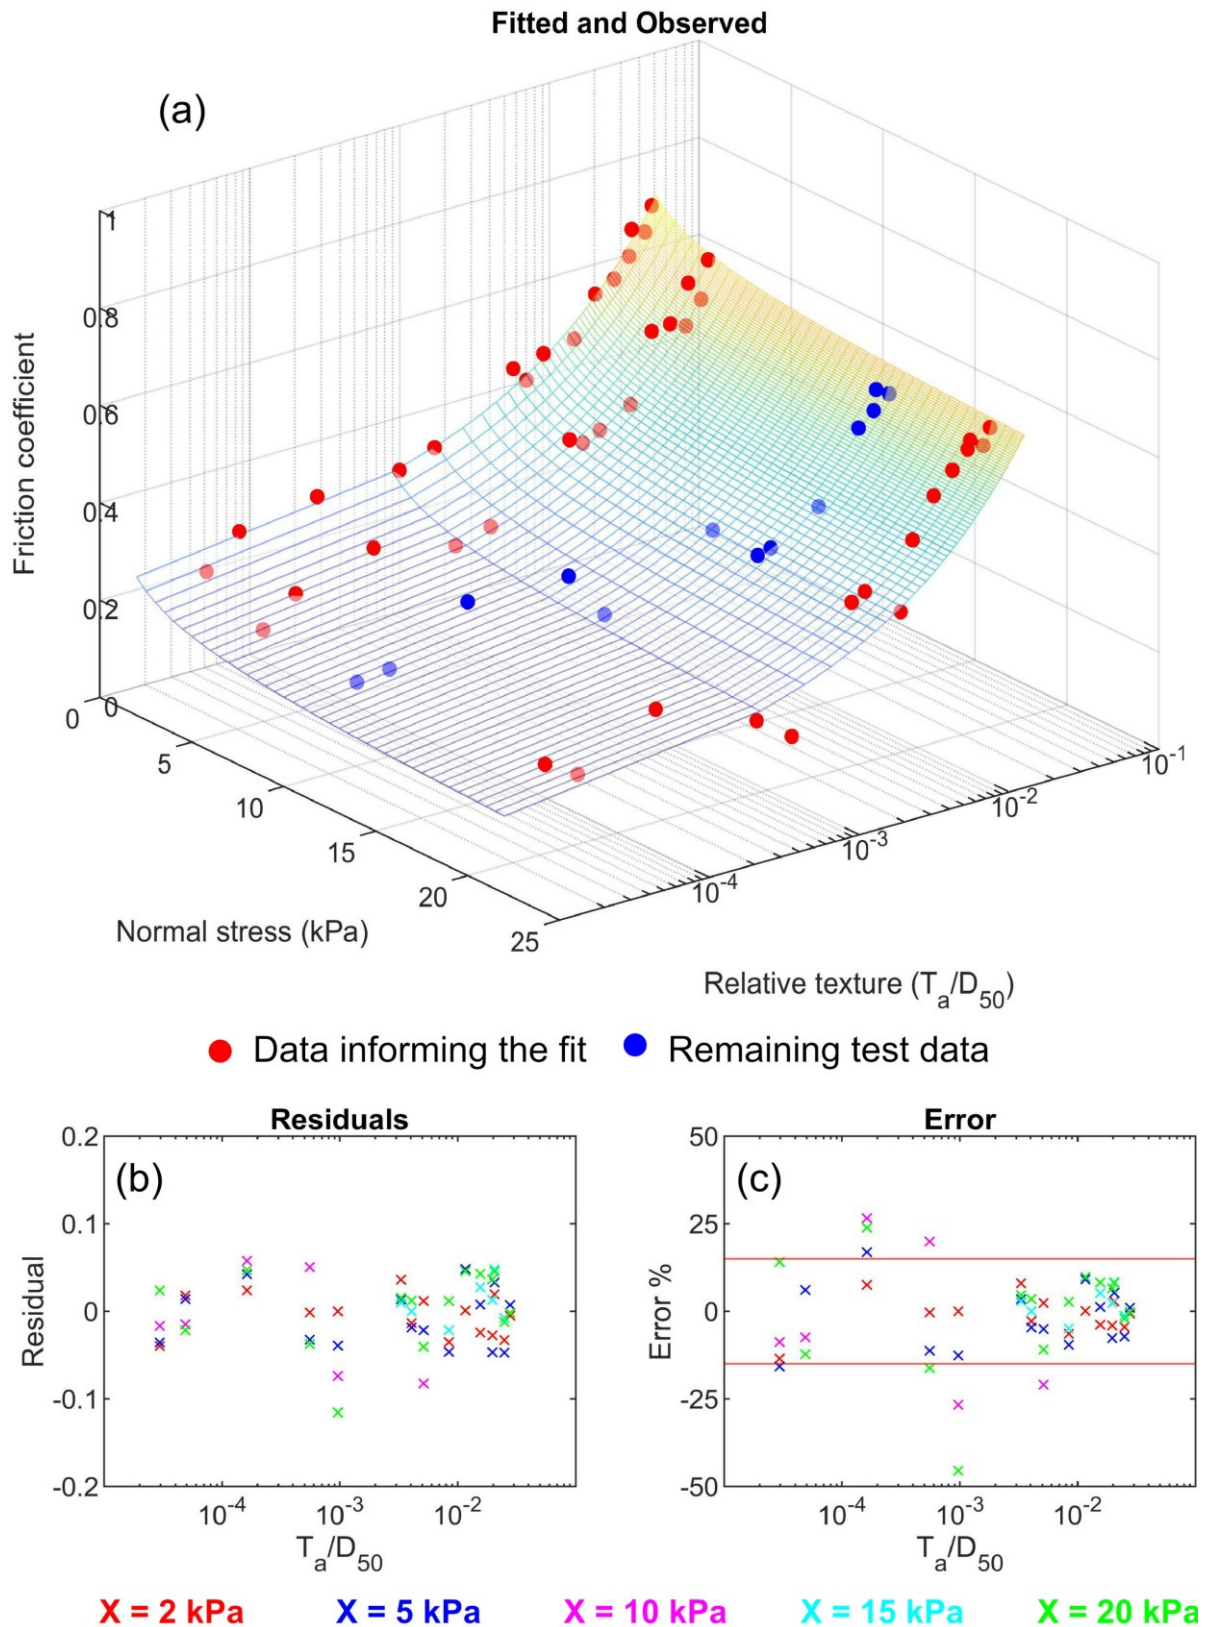 Fitted and Observed
(a)
1
0.8
0.6
0.4
0.2
0
Friction coefficient
0
5
10
15
20
25
Normal stress (kPa)
10^-4
10^-3
10^-2
10^-1
Relative texture (T_a/D_50)
Data informing the fit
Remaining test data
Residuals
(b)
0.2
0.1
0
-0.1
-0.2
Residual
10^-4 10^-3 10^-2
T_a/D_50
Error
(c)
50
25
0
-25
-50
Error %
10^-4 10^-3 10^-2
T_a/D_50
X = 2 kPa X = 5 kPa X = 10 kPa X = 15 kPa X = 20 kPa